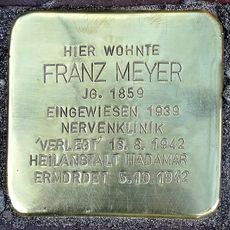 HIER WOHNTE
FRANZ MEYER
JG. 1859
EINGEWIESEN 1939
NERVENKLINIK
'VERLEGT' 13.8.1942
HEILANSTALT HADAMAR
ERMORDET 5.10.1942